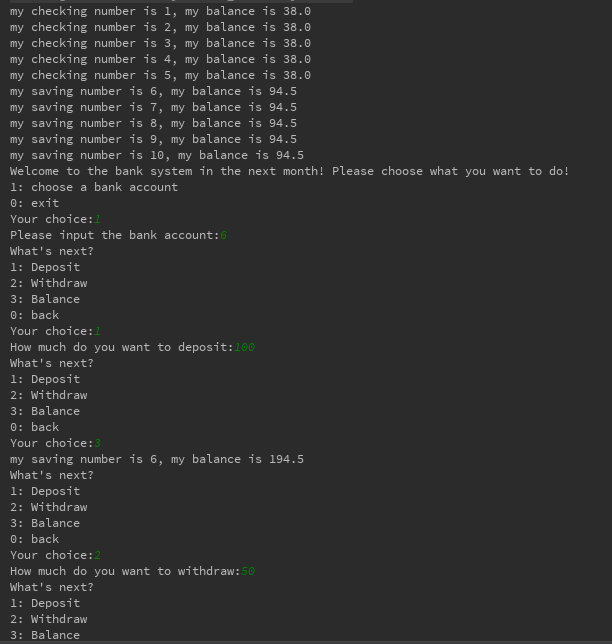 my checking number is 1, my balance is 38.0
my checking number is 2, my balance is 38.0
my checking number is 3, my balance is 38.0
my checking number is 4, my balance is 38.0
my checking number is 5, my balance is 38.0
my saving number is 6, my balance is 94.5
my saving number is 7, my balance is 94.5
my saving number is 8, my balance is 94.5
my saving number is 9, my balance is 94.5
my saving number is 10, my balance is 94.5
Welcome to the bank system in the next month! Please choose what you want to do!
1: choose a bank account
0: exit
Your choice:1
Please input the bank account:6
What's next?
1: Deposit
2: Withdraw
3: Balance
0: back
Your choice:1
How much do you want to deposit:100
What's next?
1: Deposit
2: Withdraw
3: Balance
0: back
Your choice:3
my saving number is 6, my balance is 194.5
What's next?
1: Deposit
2: Withdraw
3: Balance
0: back
Your choice:2
How much do you want to withdraw:50
What's next?
1: Deposit
2: Withdraw
3: Balance